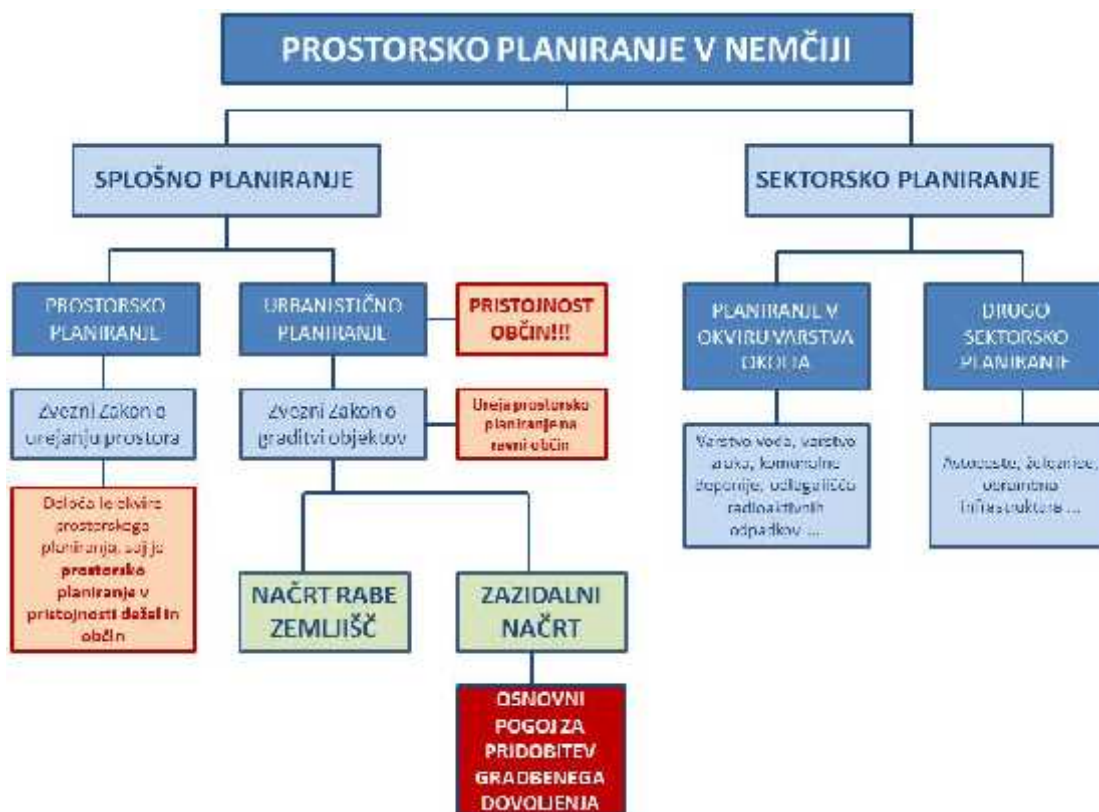 PROSTORSKO PLANIRANJE V NEMČIJI
SPLOŠNO PLANIRANJE
SEKTORSKO PLANIRANJE
PROSTORSKO
PLANIRANJE
URBANISTIČNO
PLANIRANJE
PRISTOJNOST
OBČIN!!!
PLANIRANJE V
OKVIRU VARSTVA
OKOLJA
DRUGO
SEKTORSKO
PLANIRANJE
Zvezni Zakon o
urejanju prostora
Zvezni Zakon o
graditvi objektov
Ureja prostorsko
planiranje na
ravni občin
Varstvo voda, varstvo
zraka, komunalne
deponije, odlagališča
radioaktivnih
odpadkov ...
Avtoceste, železnice,
obrambna
infrastruktura ...
Določa le okvire
prostorskega
planiranja, saj je
prostorsko
planiranje v
pristojnosti dežel in
občin
NAČRT RABE
ZEMLJIŠČ
ZAZIDALNI
NAČRT
OSNOVNI
POGOJ ZA
PRIDOBITEV
GRADBENEGA
DOVOLJENJA